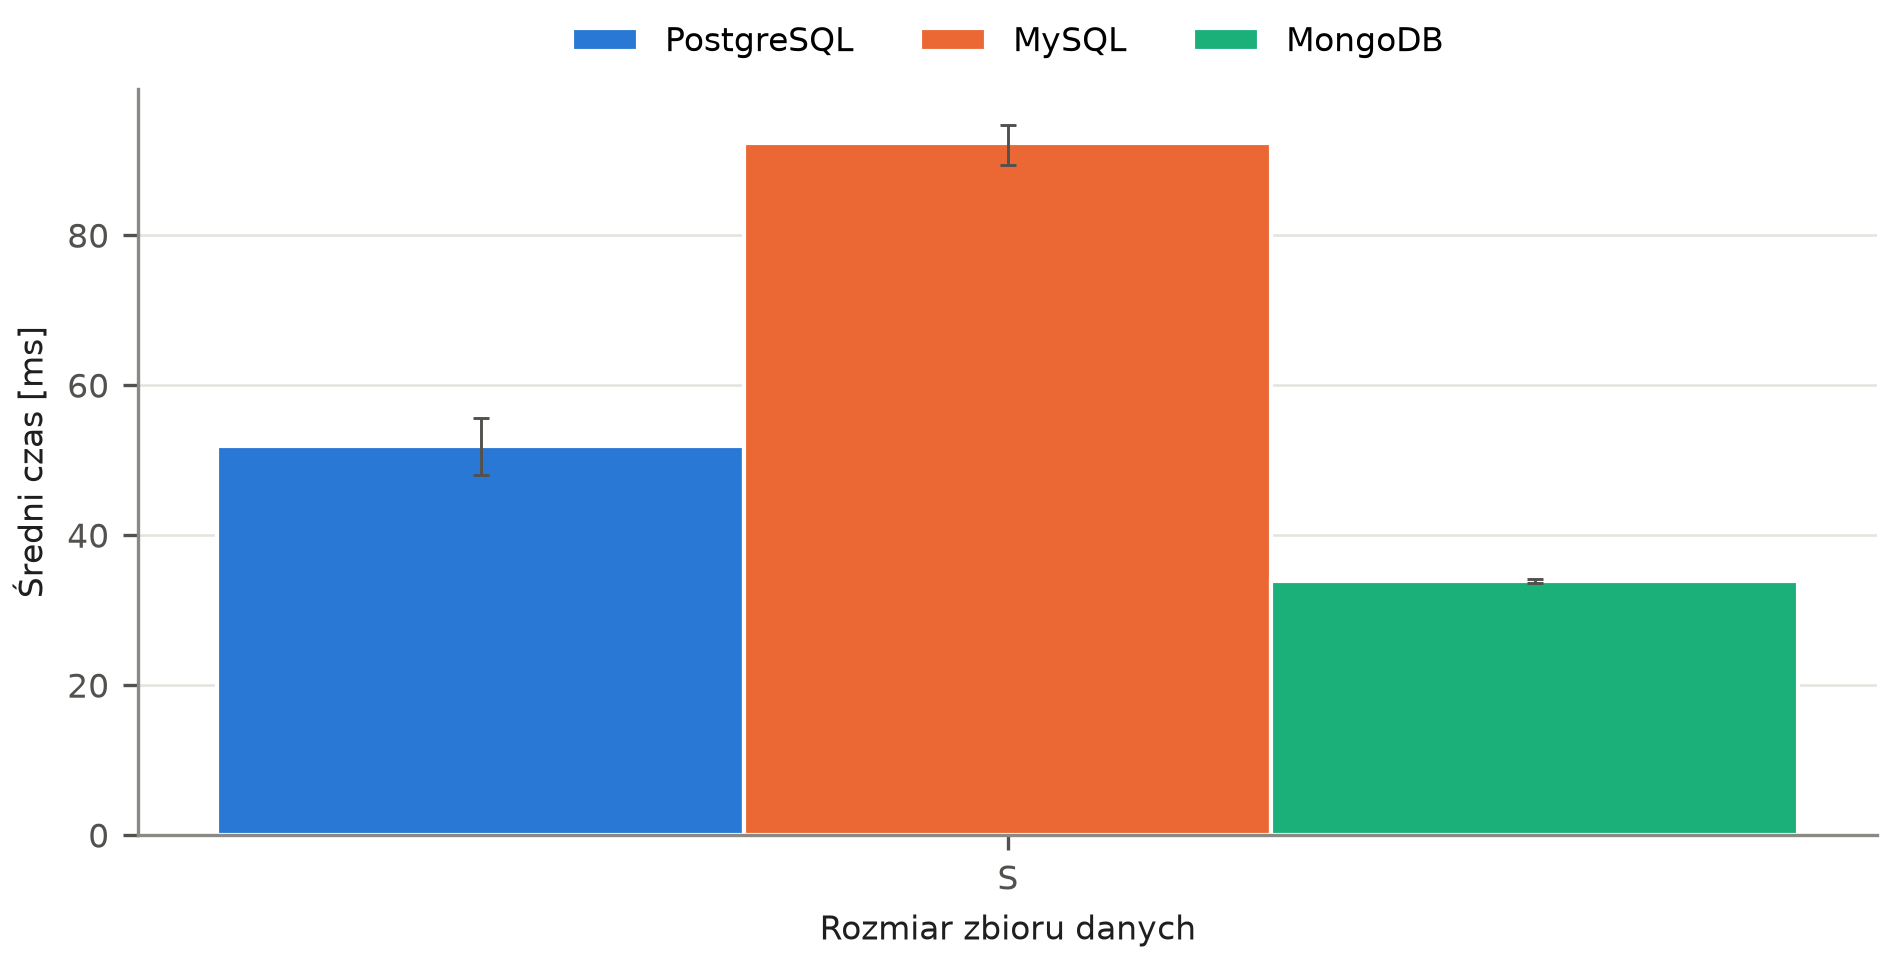 PostgreSQL MySQL MongoDB
Średni czas [ms]
80
60
40
20
0
S
Rozmiar zbioru danych